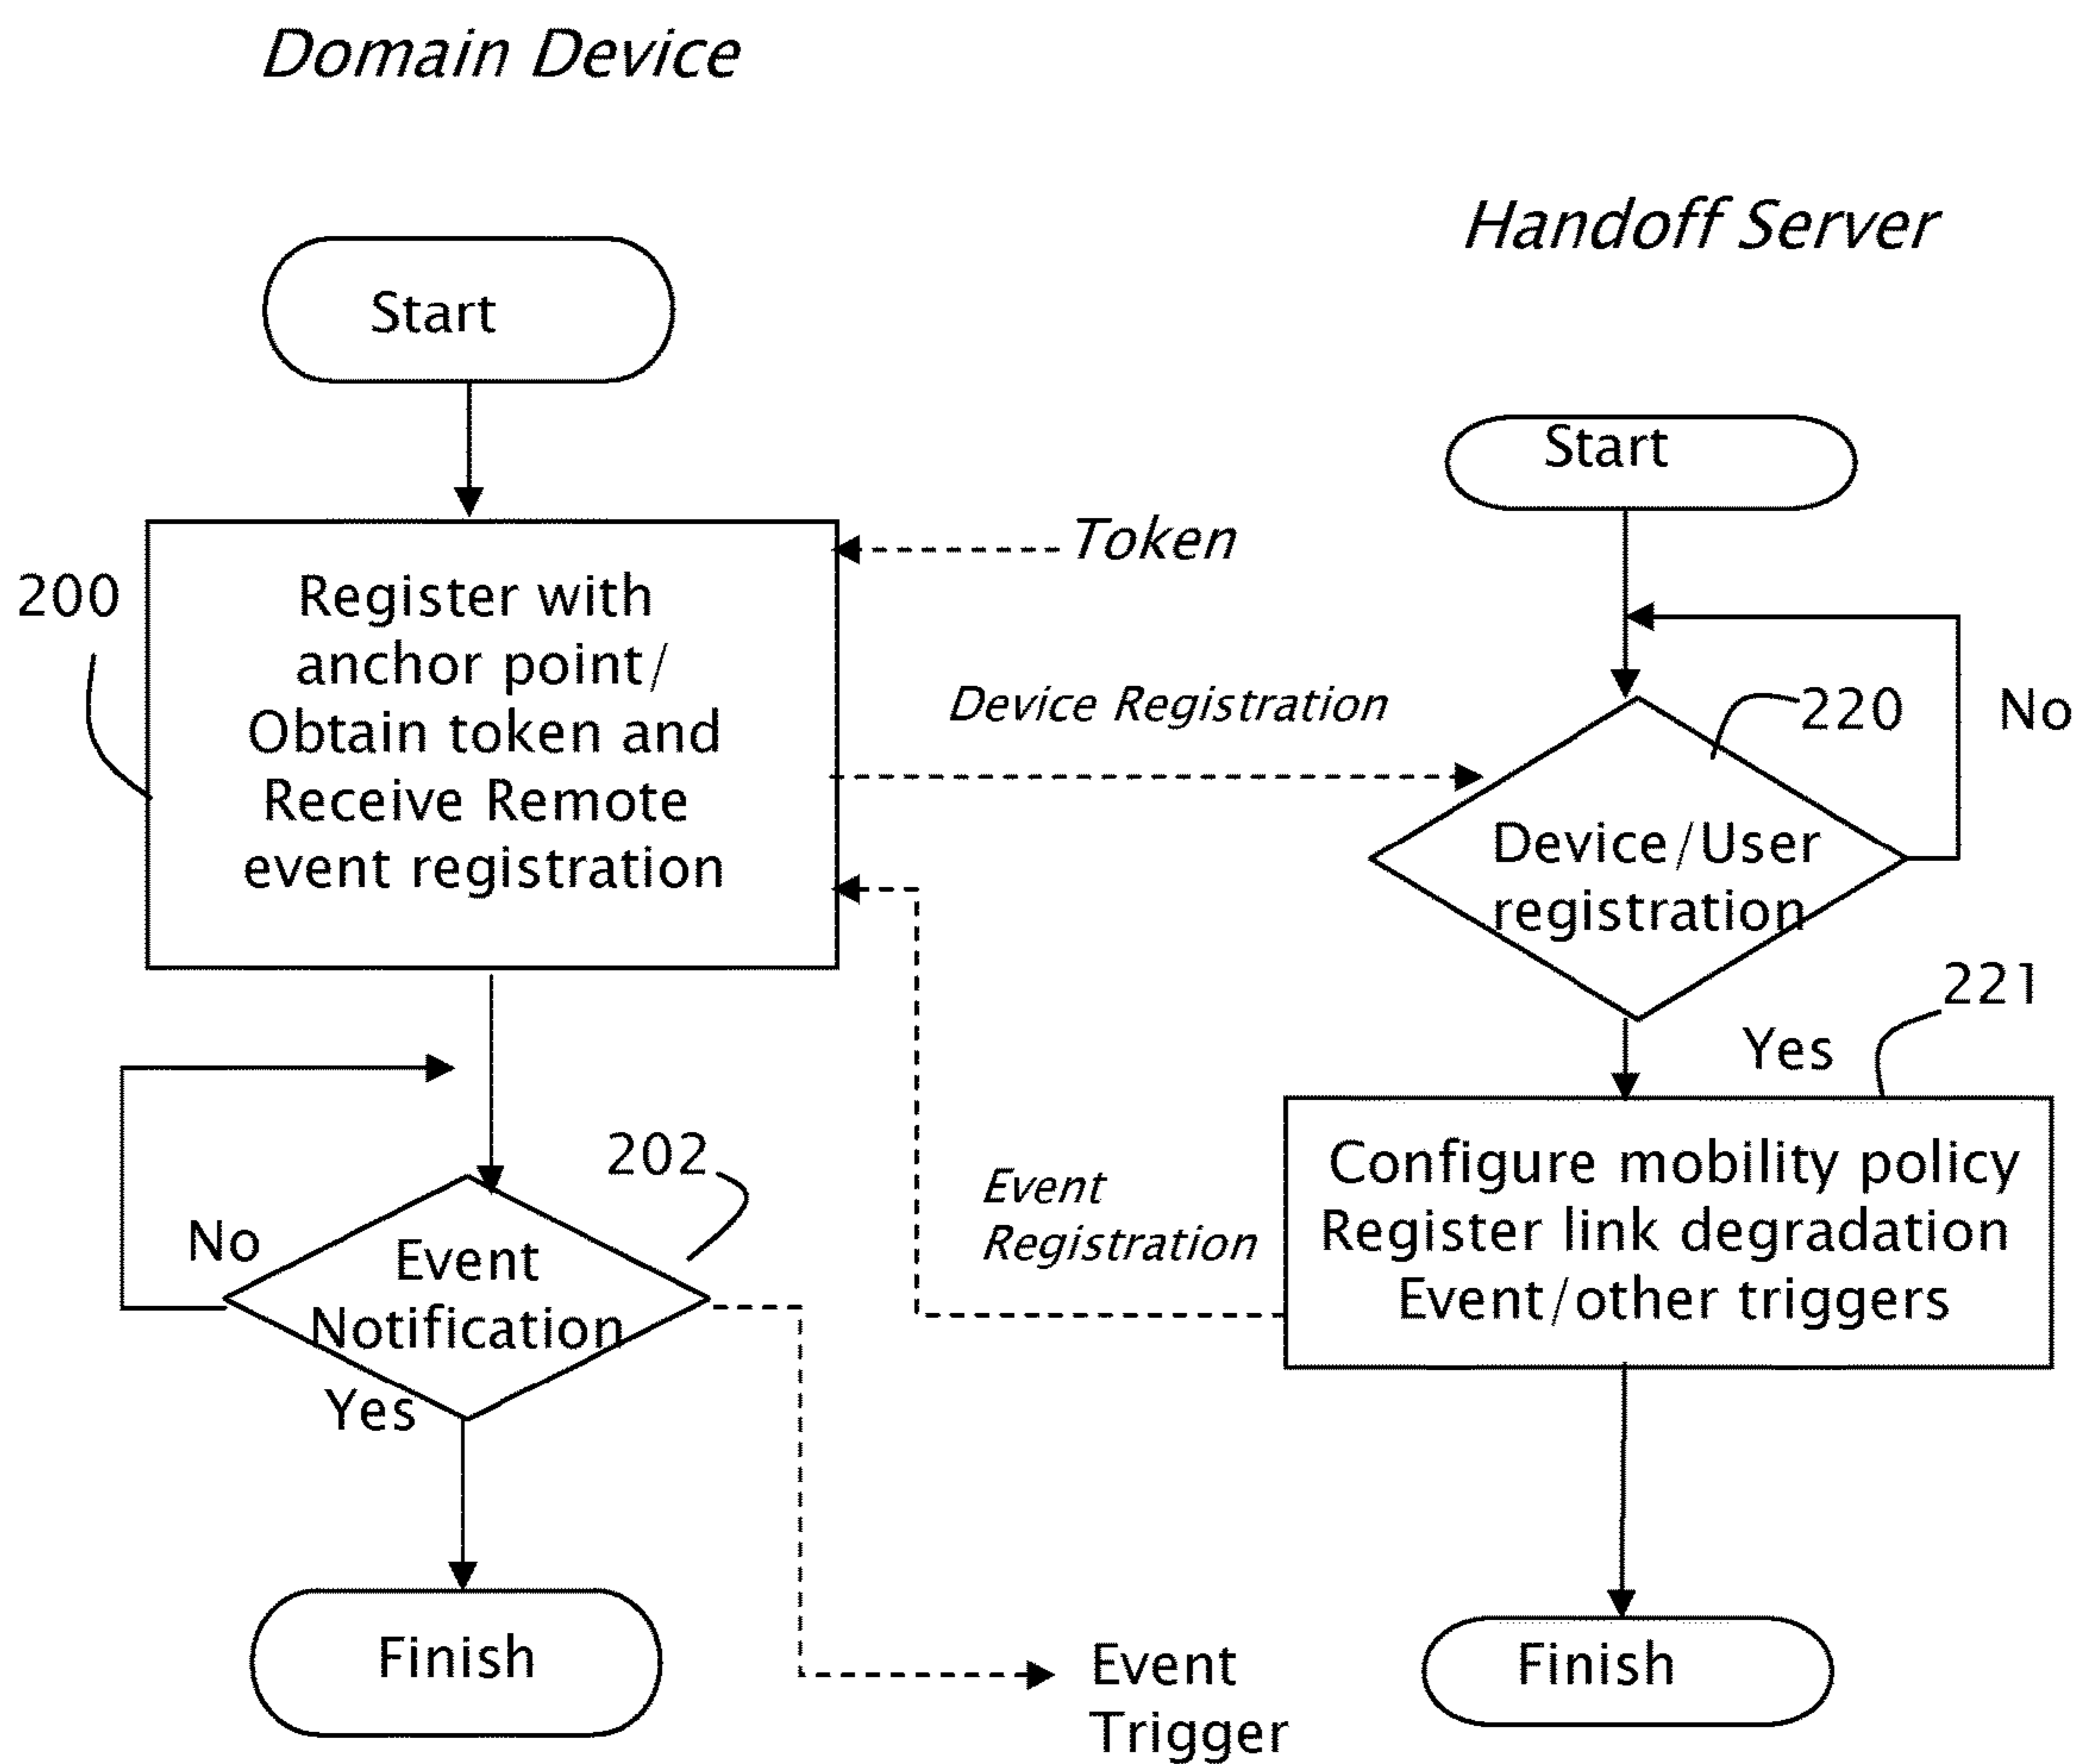 Domain Device
Handoff Server
Start
Start
Token
200
Register with
anchor point/
Obtain token and
Receive Remote
event registration
Device Registration
220
No
Device/User
registration
221
Yes
Configure mobility policy
Register link degradation
Event/other triggers
Event
Registration
202
No
Event
Notification
Yes
Finish
Event
Trigger
Finish